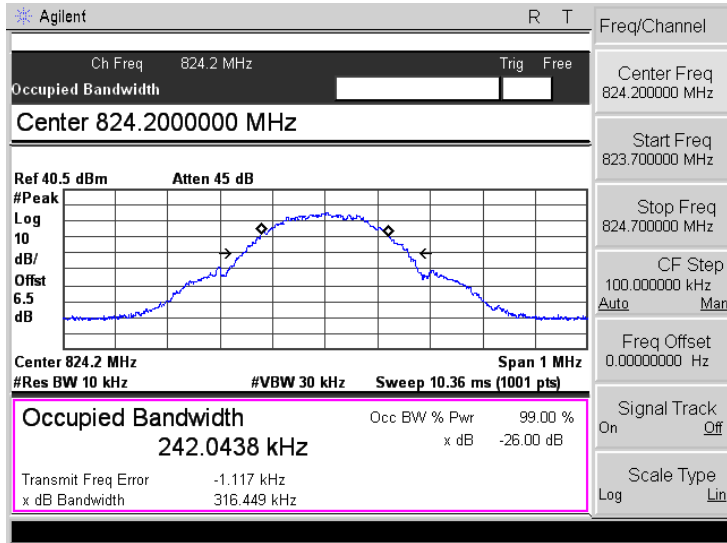 Agilent R T
Ch Freq 824.2 MHz Trig Free
Occupied Bandwidth
Center 824.2000000 MHz
Ref 40.5 dBm Atten 45 dB
#Peak
Log
10
dB/
Offst
6.5
dB
Center 824.2 MHz Span 1 MHz
#Res BW 10 kHz #VBW 30 kHz Sweep 10.36 ms (1001 pts)
Occupied Bandwidth Occ BW % Pwr 99.00 %
242.0438 kHz x dB -26.00 dB
Transmit Freq Error -1.117 kHz
x dB Bandwidth 316.449 kHz
Freq/Channel
Center Freq
824.200000 MHz
Start Freq
823.700000 MHz
Stop Freq
824.700000 MHz
CF Step
100.000000 kHz
Auto Man
Freq Offset
0.00000000 Hz
Signal Track
On Off
Scale Type
Log Lin